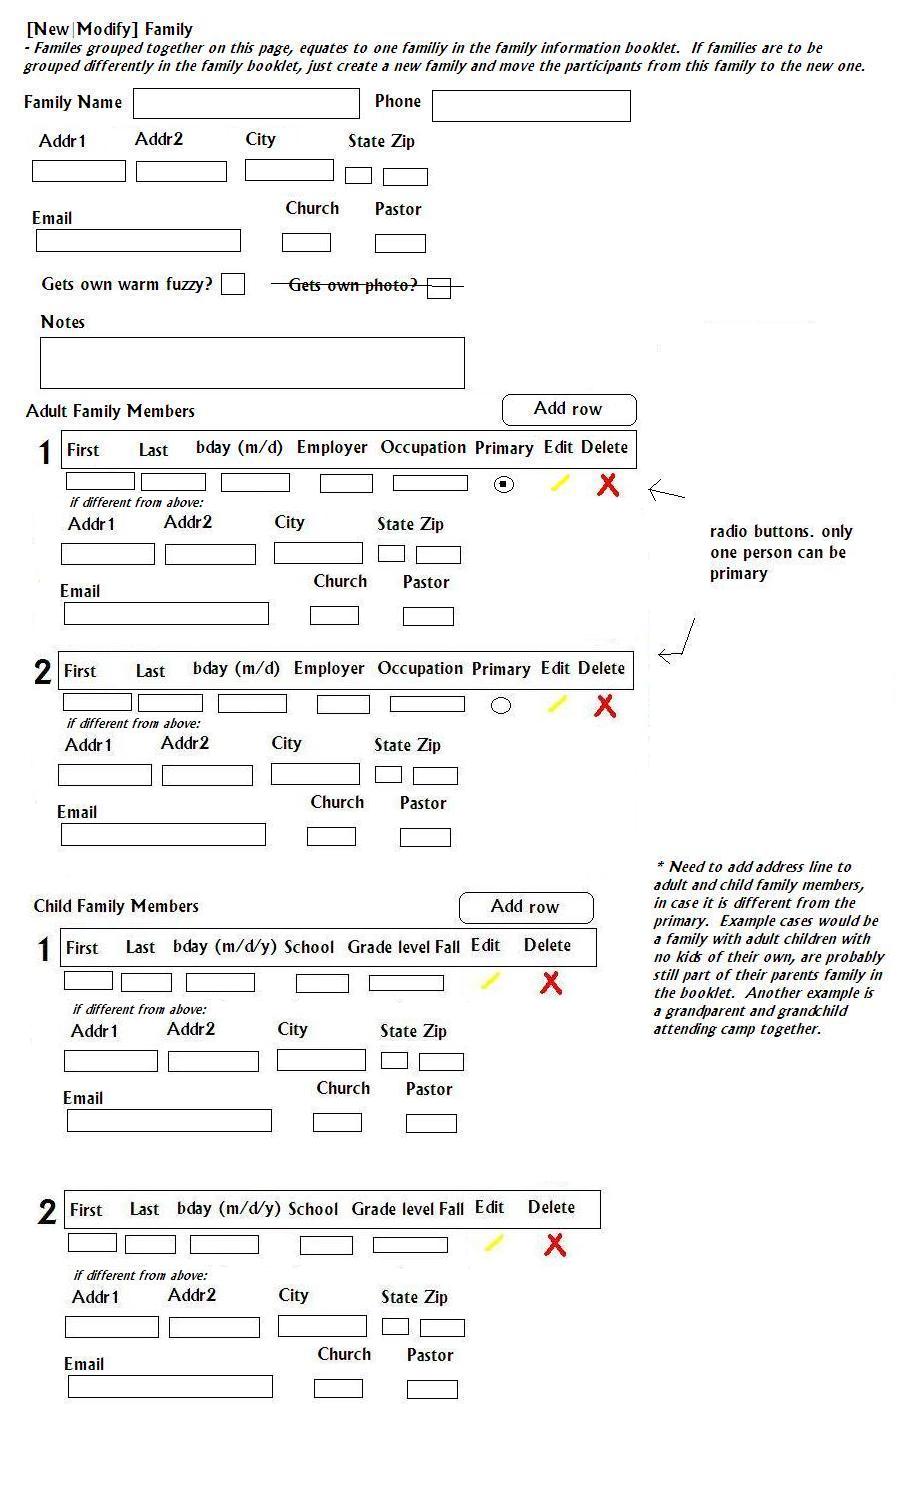 [New|Modify] Family
- Familes grouped together on this page, equates to one familiy in the family information booklet. If families are to be
grouped differently in the family booklet, just create a new family and move the participants from this family to the new one.
Family Name Phone
Addr1 Addr2 City State Zip
Email Church Pastor
Gets own warm fuzzy? Gets own photo?
Notes
Adult Family Members Add row
1 First Last bday (m/d) Employer Occupation Primary Edit Delete
if different from above:
Addr1 Addr2 City State Zip
Email Church Pastor
radio buttons. only
one person can be
primary
2 First Last bday (m/d) Employer Occupation Primary Edit Delete
if different from above:
Addr1 Addr2 City State Zip
Email Church Pastor
* Need to add address line to
adult and child family members,
in case it is different from the
primary. Example cases would be
a family with adult children with
no kids of their own, are probably
still part of their parents family in
the booklet. Another example is
a grandparent and grandchild
attending camp together.
Child Family Members Add row
1 First Last bday (m/d/y) School Grade level Fall Edit Delete
if different from above:
Addr1 Addr2 City State Zip
Email Church Pastor
2 First Last bday (m/d/y) School Grade level Fall Edit Delete
if different from above:
Addr1 Addr2 City State Zip
Email Church Pastor